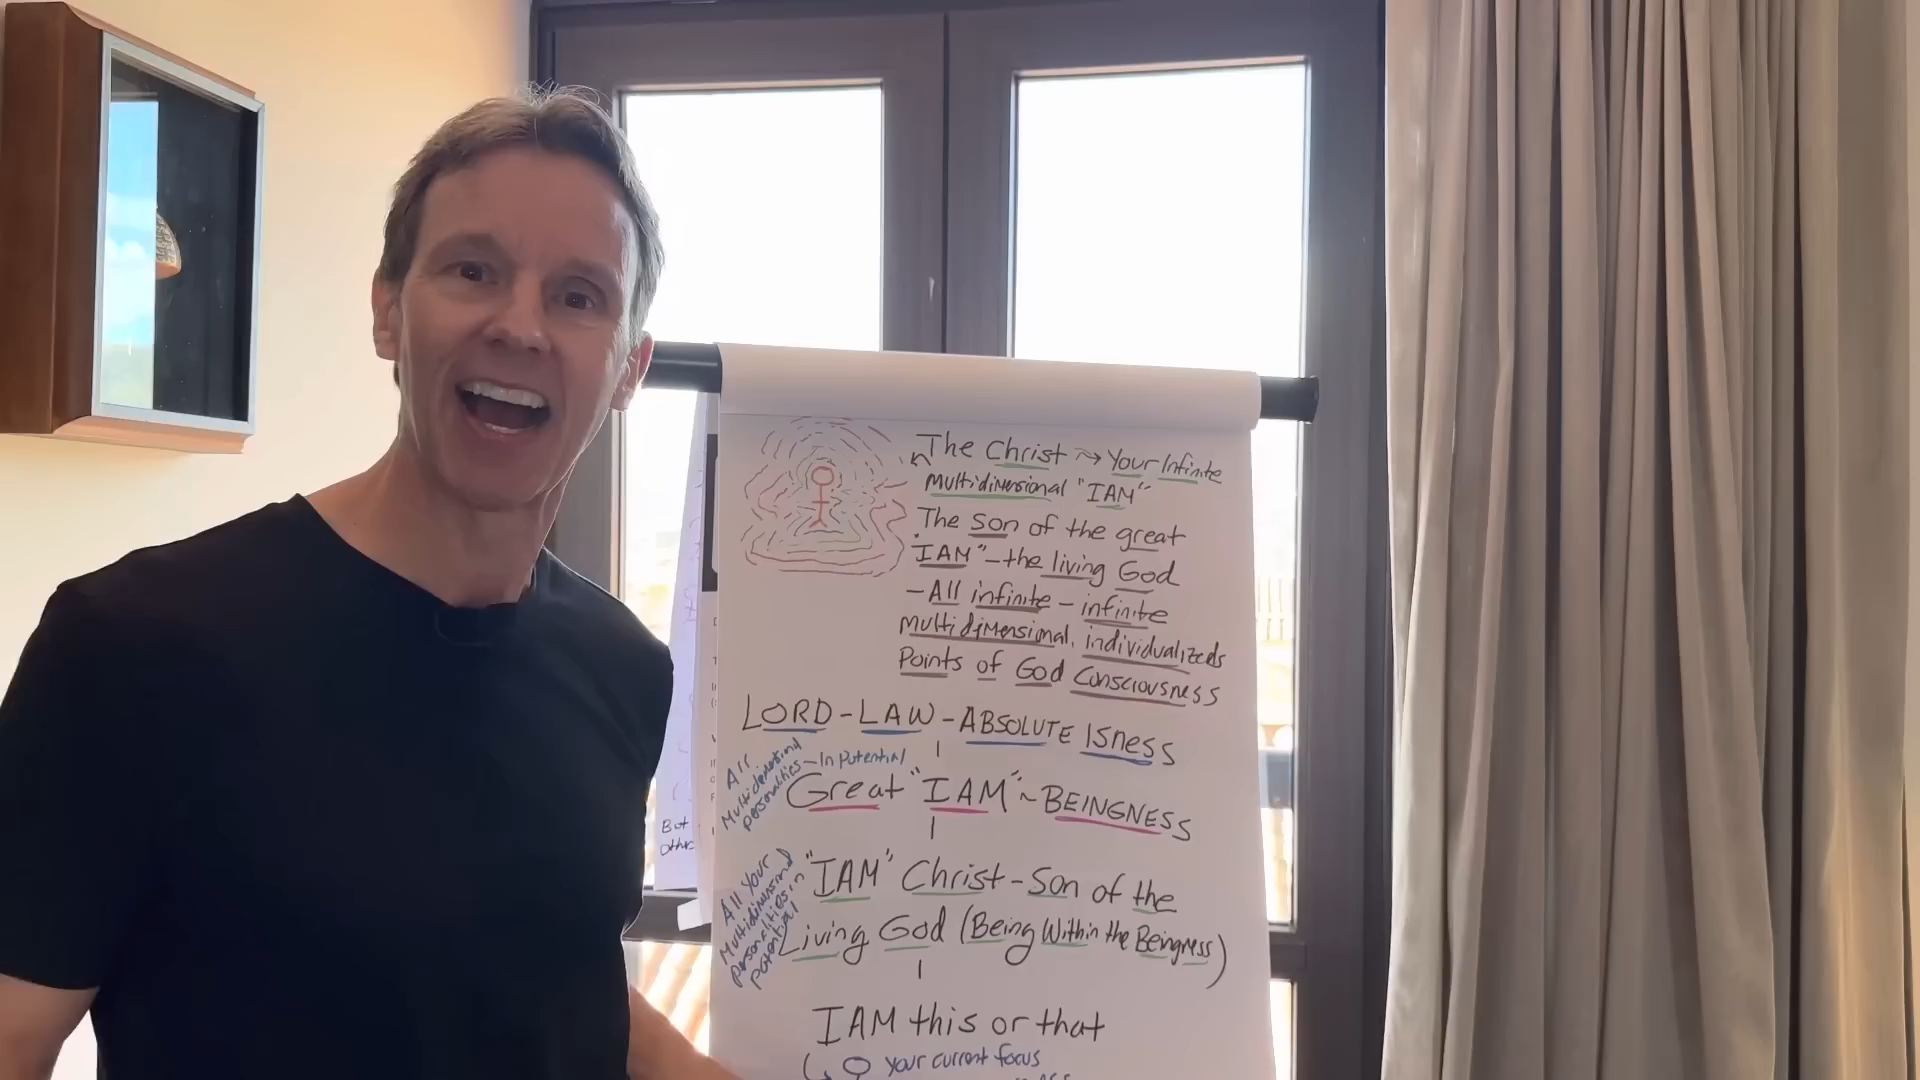 The Christ ~> Your Infinite
Multidimensional "IAM"
The son of the great
"IAM" – the living God
– All infinite – infinite
multidimensional, individualized
Points of God Consciousness
LORD – LAW – ABSOLUTE ISNESS
All
Multidimensional
personalities – In potential
Great "IAM" ~ BEINGNESS
"IAM" Christ – Son of the
Living God (Being Within the Beingness)
All Your
Multidimensional
personalities in
potential
IAM this or that
your current focus
But
other